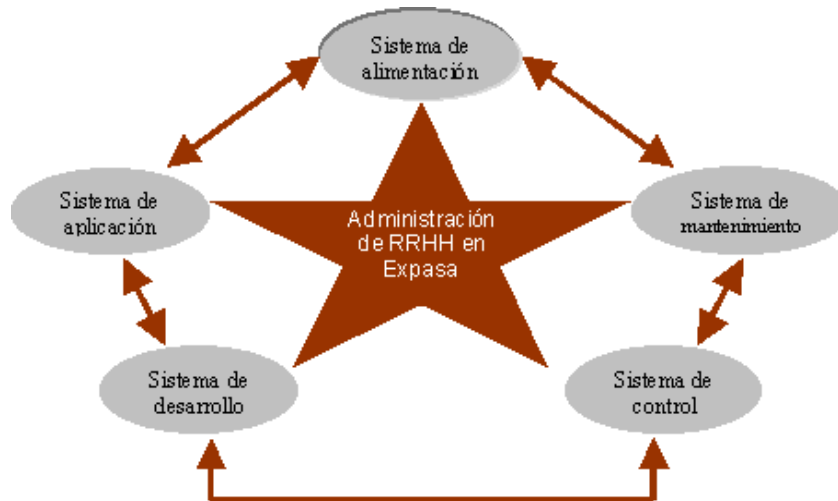 Sistema de
alimentación
Sistema de
aplicación
Administración
de RRHH en
Expasa
Sistema de
mantenimiento
Sistema de
desarrollo
Sistema de
control